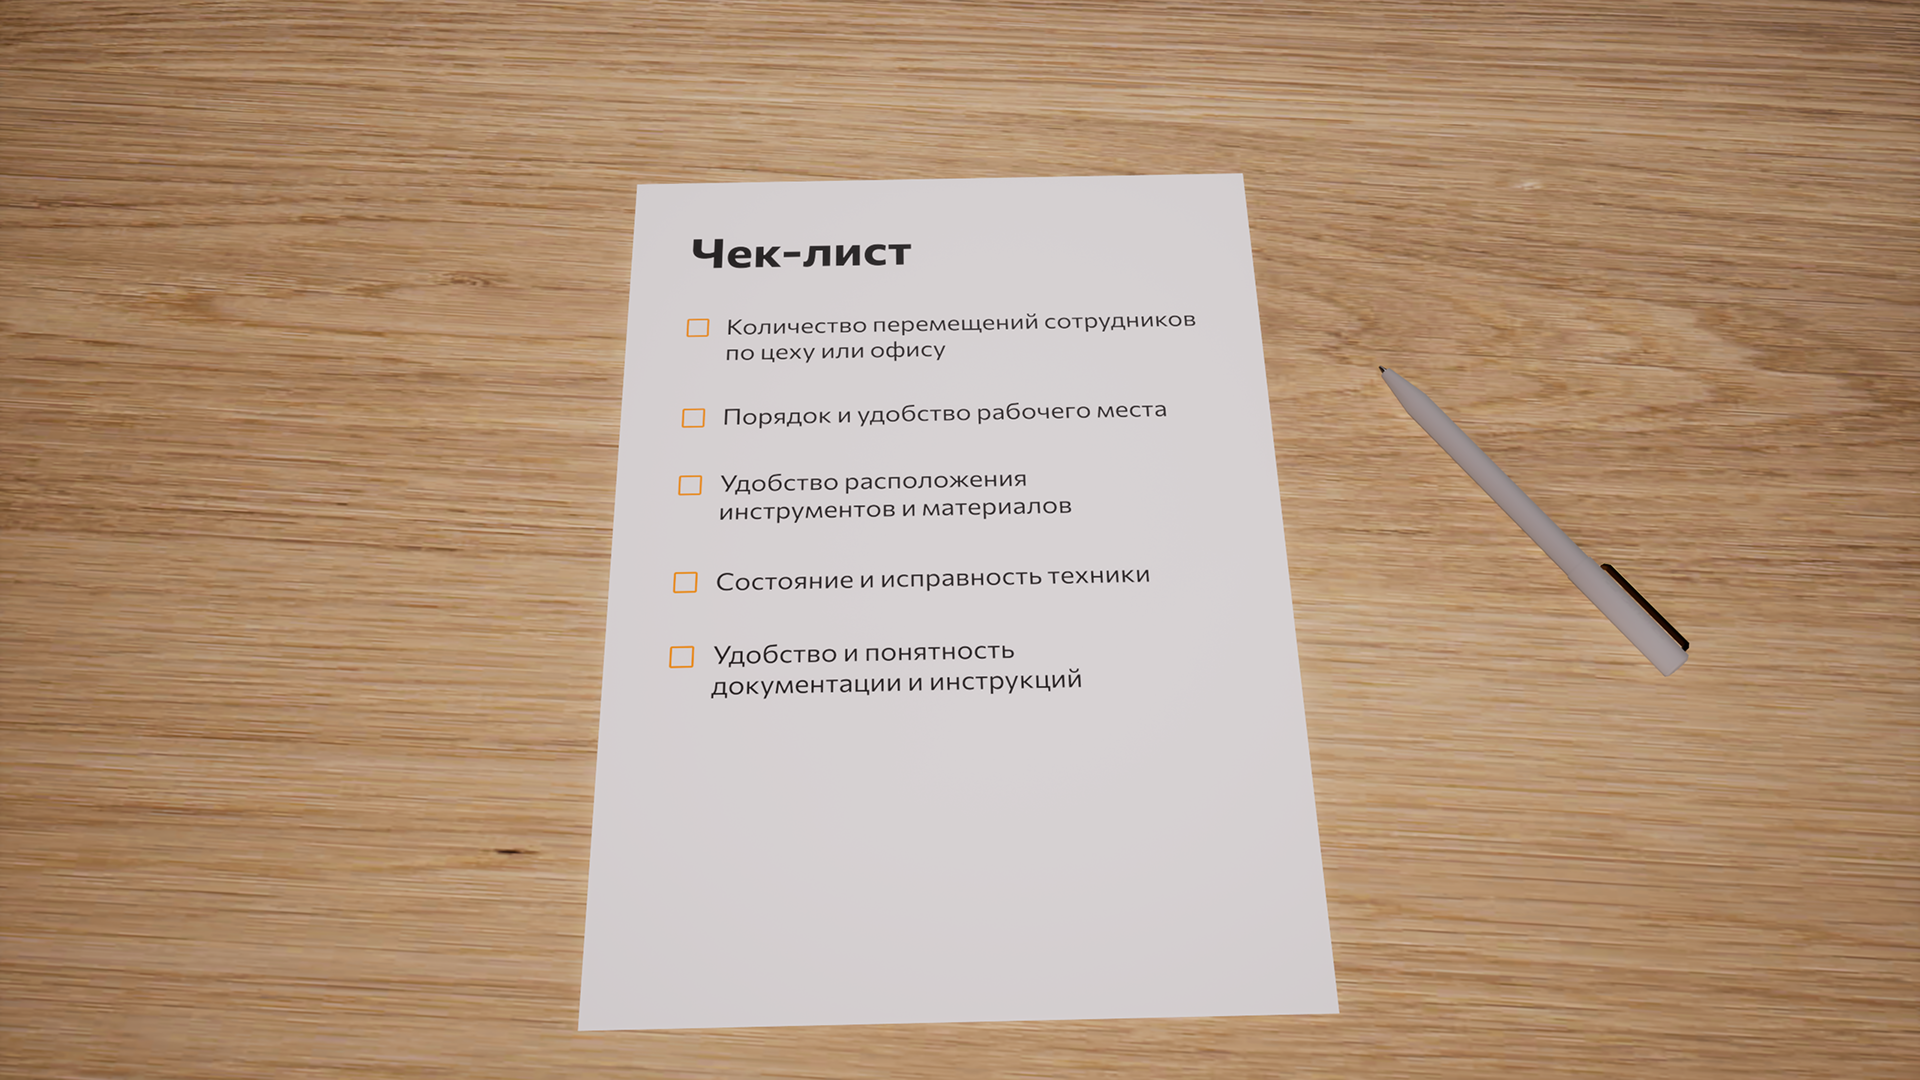 Чек-лист
Количество перемещений сотрудников
по цеху или офису
Порядок и удобство рабочего места
Удобство расположения
инструментов и материалов
Состояние и исправность техники
Удобство и понятность
документации и инструкций